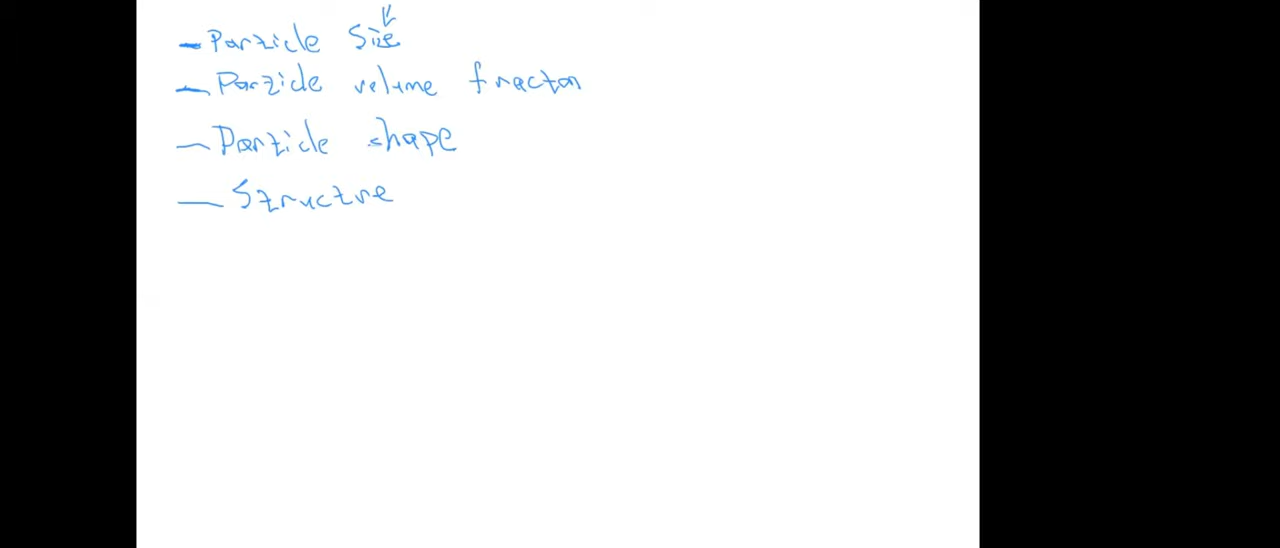 - Particle Size
- Particle volume fraction
- Particle shape
- Structure